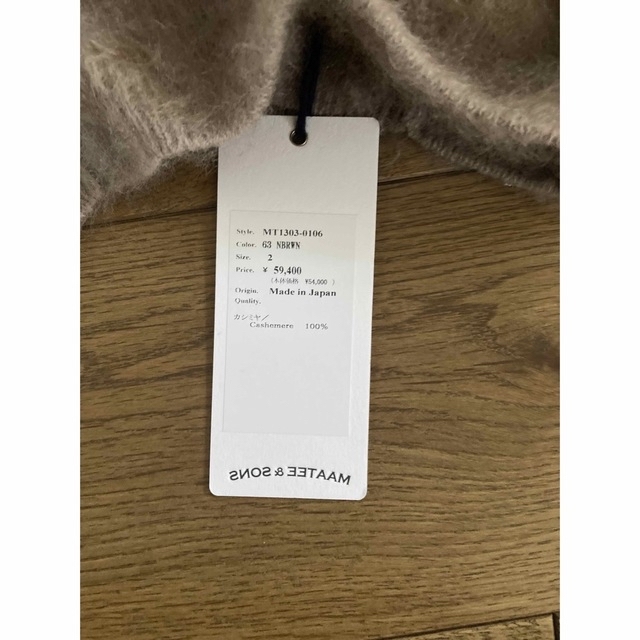 Style. MT1303-0106
Color. 63 NBRWN
Size. 2
Price. ¥ 59,400
(本体価格 ¥54,000 )
Origin. Made in Japan
Quality.
カシミヤ/
Cashemere 100%
MAATEE & SONS